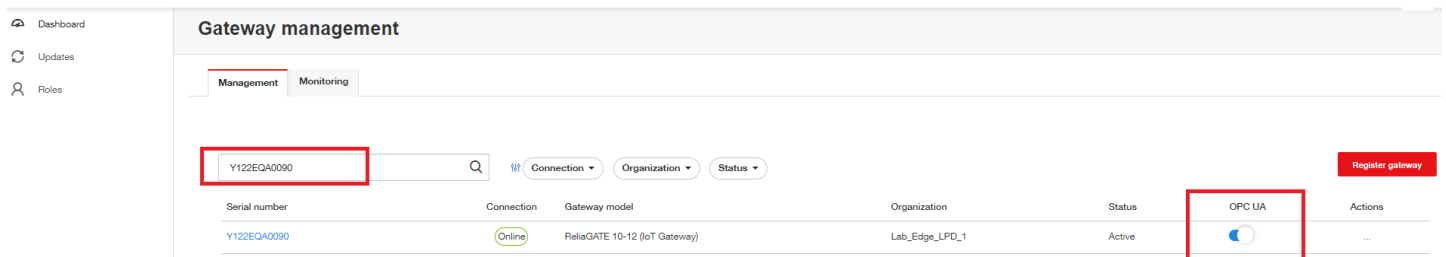 Dashboard
Gateway management
Updates
Roles
Management Monitoring
Y122EQA0090 Connection Organization Status Register gateway
Serial number Connection Gateway model Organization Status OPC UA Actions
Y122EQA0090 Online ReliaGATE 10-12 (IoT Gateway) Lab_Edge_LPD_1 Active ...